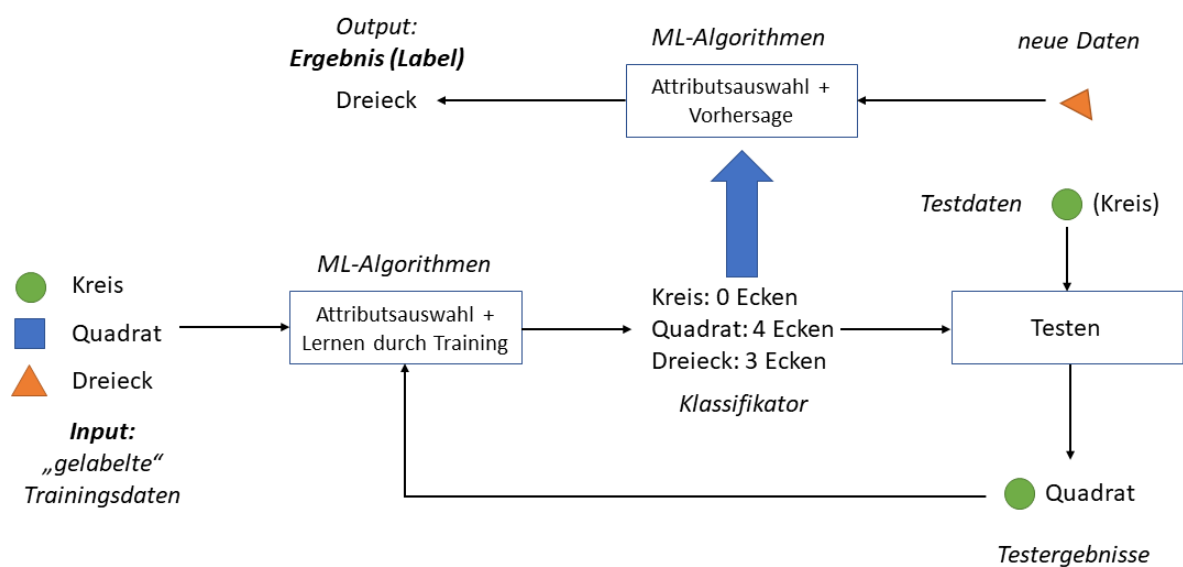 Output:
Ergebnis (Label)
Dreieck
ML-Algorithmen
Attributsauswahl +
Vorhersage
neue Daten
Testdaten
(Kreis)
Kreis
Quadrat
Dreieck
Input:
„gelabelte“
Trainingsdaten
ML-Algorithmen
Attributsauswahl +
Lernen durch Training
Kreis: 0 Ecken
Quadrat: 4 Ecken
Dreieck: 3 Ecken
Klassifikator
Testen
Quadrat
Testergebnisse